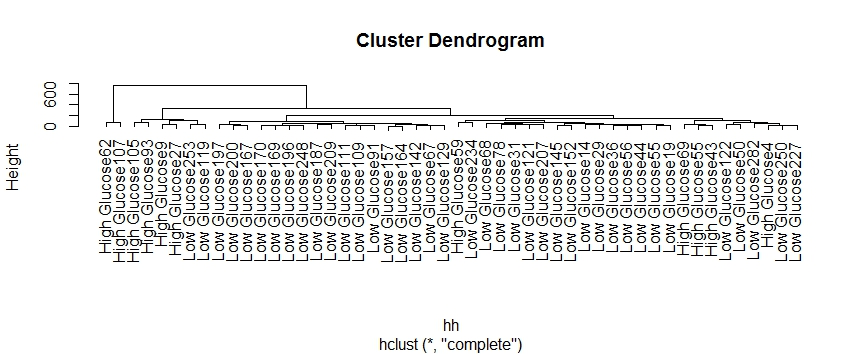 Cluster Dendrogram
Height
600
0
High Glucose62
High Glucose107
High Glucose105
High Glucose93
High Glucose9
High Glucose27
Low Glucose253
Low Glucose119
Low Glucose197
Low Glucose200
Low Glucose167
Low Glucose170
Low Glucose169
Low Glucose196
Low Glucose248
Low Glucose187
Low Glucose209
Low Glucose111
Low Glucose109
Low Glucose91
Low Glucose157
Low Glucose164
Low Glucose142
Low Glucose67
Low Glucose129
High Glucose59
Low Glucose234
Low Glucose68
Low Glucose78
Low Glucose31
Low Glucose121
Low Glucose207
Low Glucose145
Low Glucose152
Low Glucose14
Low Glucose29
Low Glucose36
Low Glucose56
Low Glucose44
Low Glucose55
Low Glucose19
High Glucose69
High Glucose55
High Glucose43
Low Glucose122
Low Glucose50
Low Glucose282
High Glucose4
Low Glucose250
Low Glucose227
hh
hclust (*, "complete")